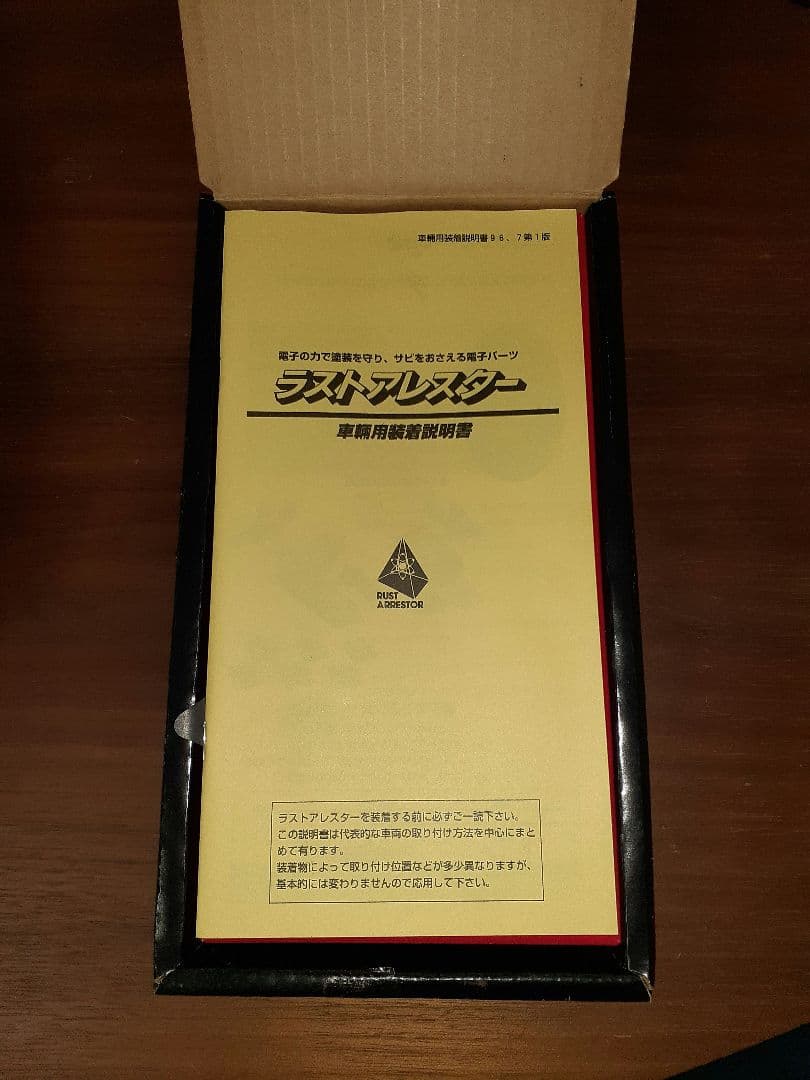 車輛用装着説明書96、7第1版
電子の力で塗装を守り、サビをおさえる電子パーツ
ラストアレスター
車輛用装着説明書
RUST
ARRESTOR
ラストアレスターを装着する前に必ずご一読下さい。
この説明書は代表的な車両の取り付け方法を中心にまと
めて有ります。
装着物によって取り付け位置などが多少異なりますが、
基本的には変わりませんので応用して下さい。